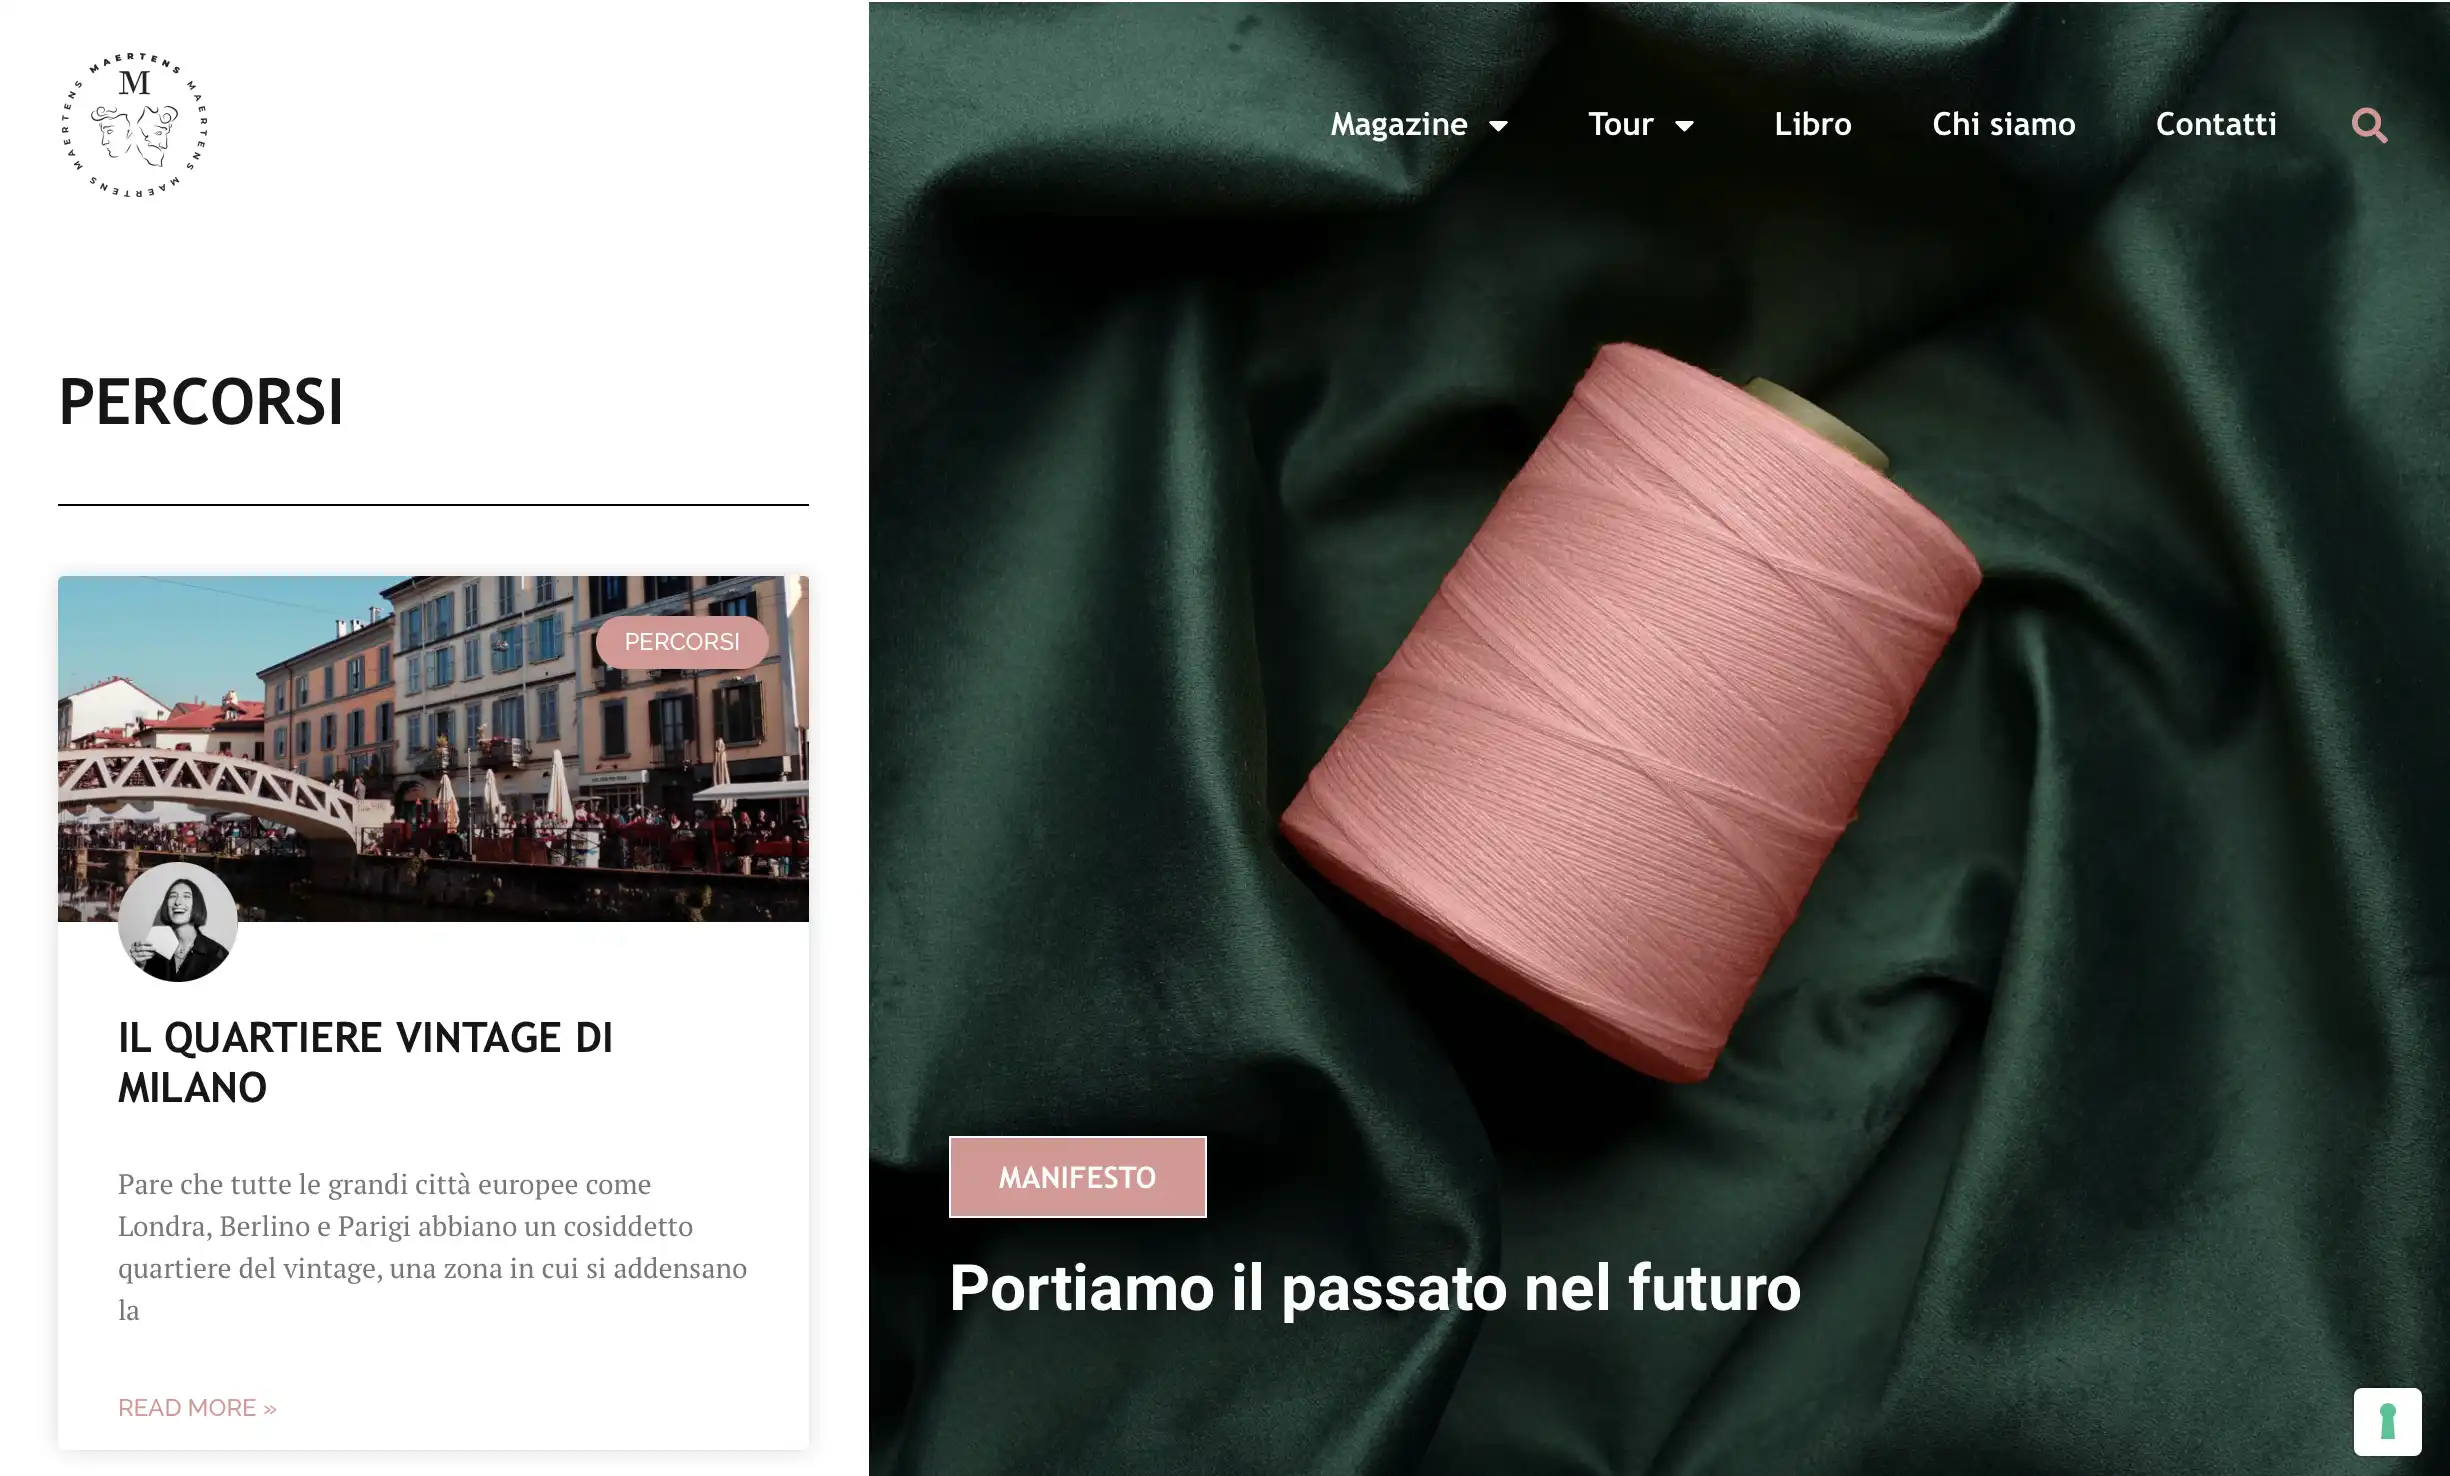 MAERTENS MAERTENS MAERTENS MAERTENS MAERTENS
M
Magazine
Tour
Libro
Chi siamo
Contatti
PERCORSI
PERCORSI
IL QUARTIERE VINTAGE DI
MILANO
Pare che tutte le grandi città europee come
Londra, Berlino e Parigi abbiano un cosiddetto
quartiere del vintage, una zona in cui si addensano
la
READ MORE »
MANIFESTO
Portiamo il passato nel futuro